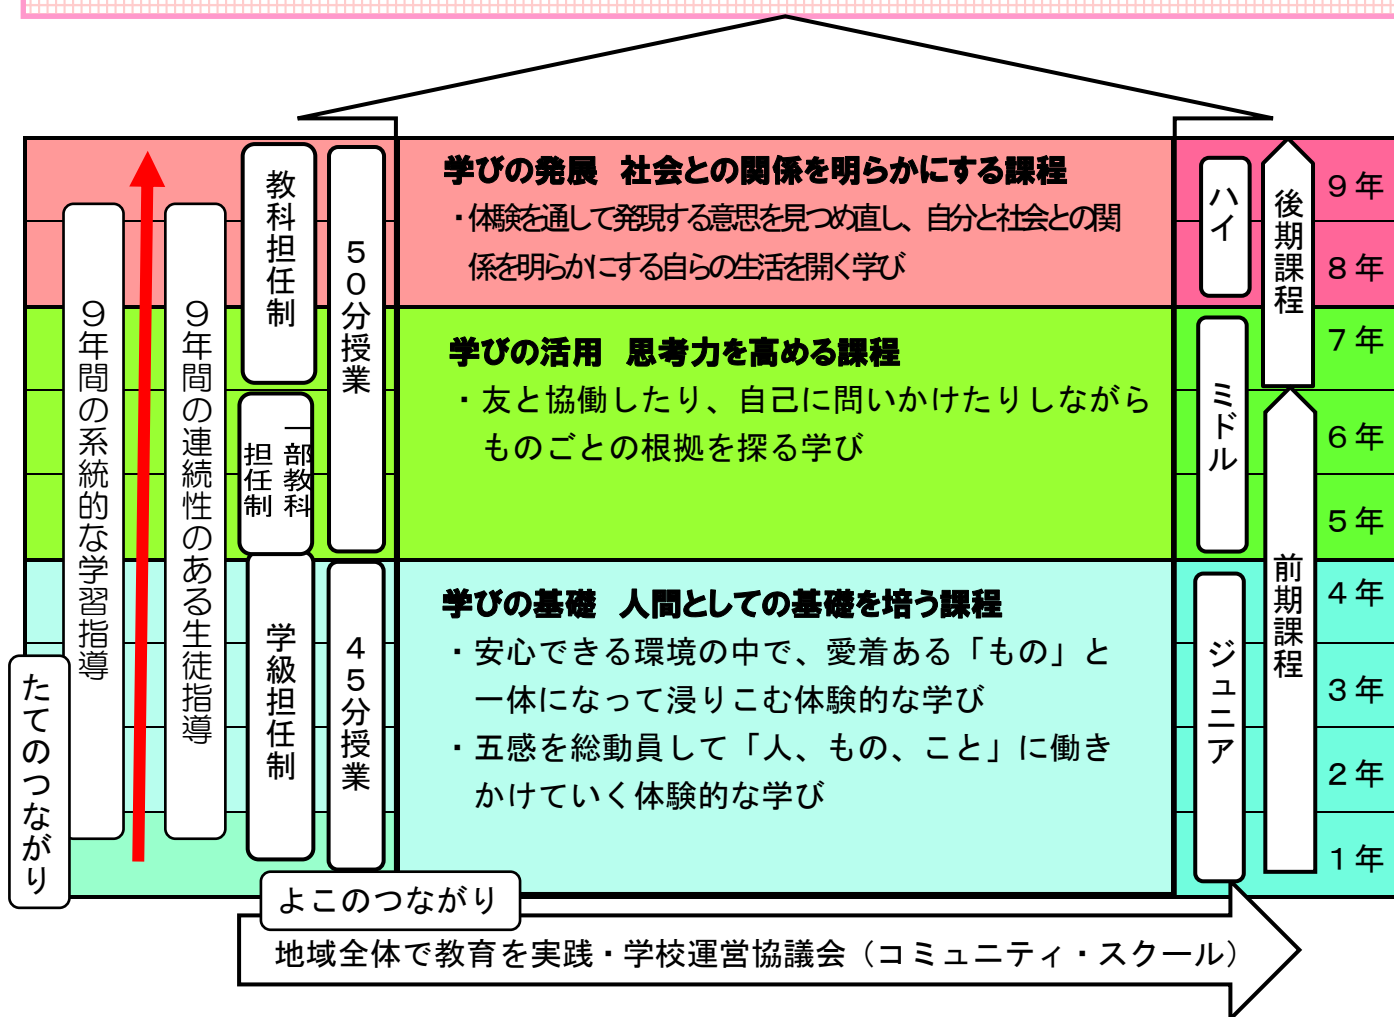 学びの発展 社会との関係を明らかにする課程
・体験を通して発現する意思を見つめ直し、自分と社会との関
係を明らかにする自らの生活を開く学び
学びの活用 思考力を高める課程
・友と協働したり、自己に問いかけたりしながら
ものごとの根拠を探る学び
学びの基礎 人間としての基礎を培う課程
・安心できる環境の中で、愛着ある「もの」と
一体になって浸りこむ体験的な学び
・五感を総動員して「人、もの、こと」に働き
かけていく体験的な学び
たてのつながり
9年間の系統的な学習指導
9年間の連続性のある生徒指導
教科担任制
一部教科
担任制
学級担任制
50分授業
45分授業
ハイ
ミドル
ジュニア
後期課程
前期課程
9年
8年
7年
6年
5年
4年
3年
2年
1年
よこのつながり
地域全体で教育を実践・学校運営協議会(コミュニティ・スクール)